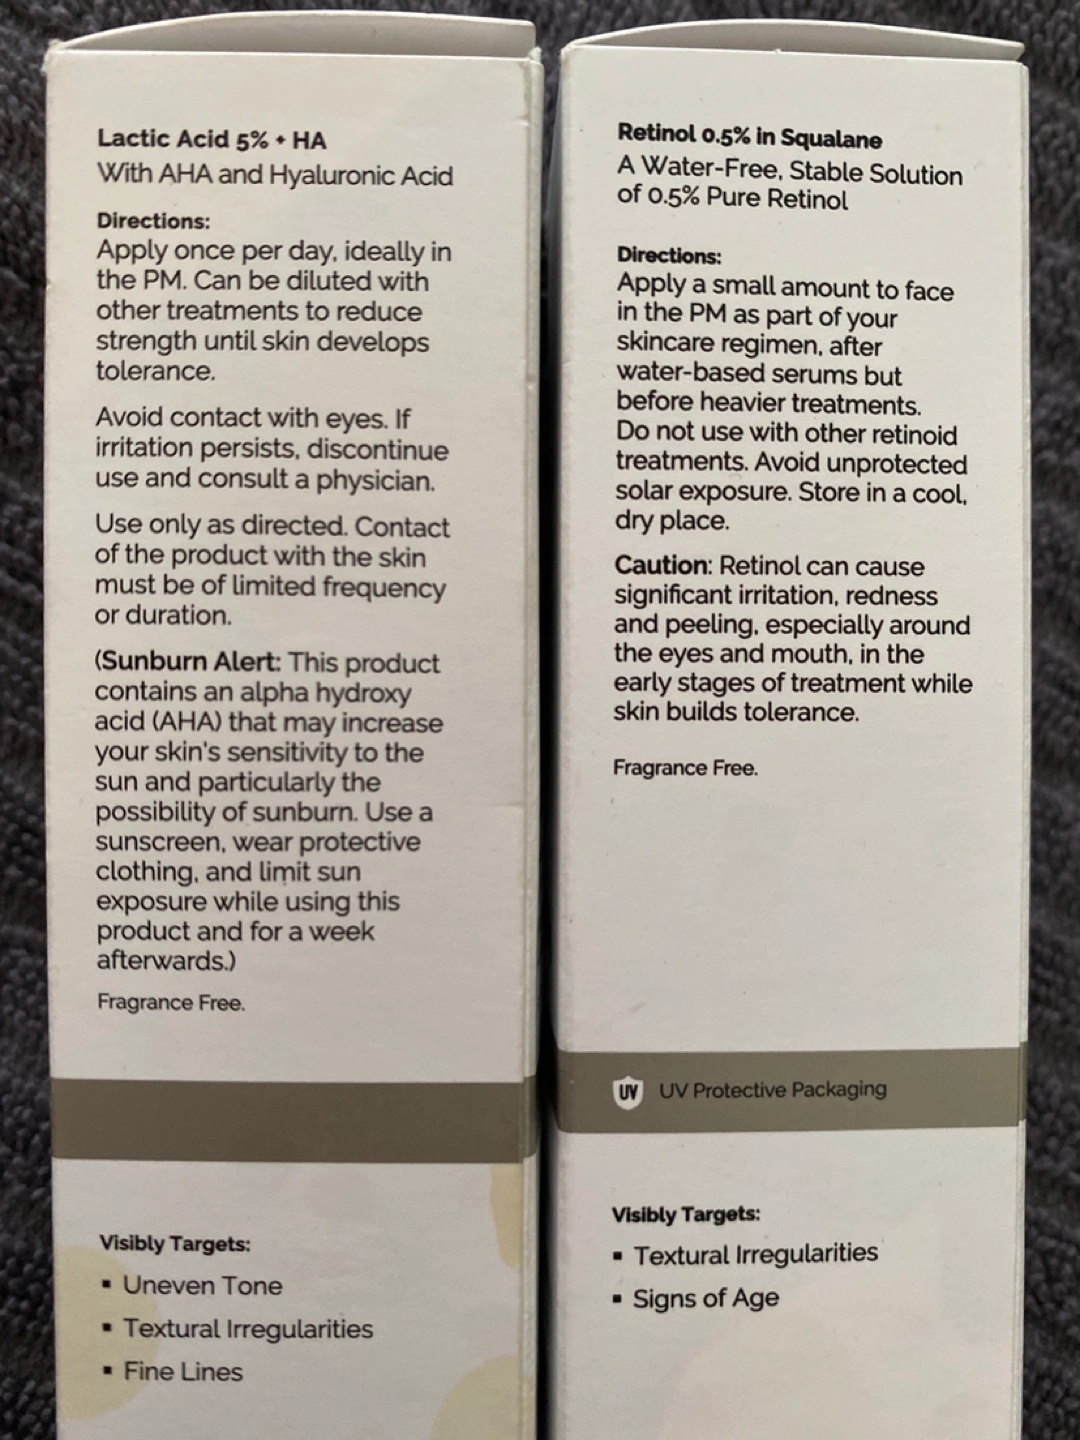 Lactic Acid 5% + HA
With AHA and Hyaluronic Acid
Directions:
Apply once per day, ideally in
the PM. Can be diluted with
other treatments to reduce
strength until skin develops
tolerance.
Avoid contact with eyes. If
irritation persists, discontinue
use and consult a physician.
Use only as directed. Contact
of the product with the skin
must be of limited frequency
or duration.
(Sunburn Alert: This product
contains an alpha hydroxy
acid (AHA) that may increase
your skin's sensitivity to the
sun and particularly the
possibility of sunburn. Use a
sunscreen, wear protective
clothing, and limit sun
exposure while using this
product and for a week
afterwards.)
Fragrance Free.
Visibly Targets:
▪ Uneven Tone
▪ Textural Irregularities
▪ Fine Lines
Retinol 0.5% in Squalane
A Water-Free, Stable Solution
of 0.5% Pure Retinol
Directions:
Apply a small amount to face
in the PM as part of your
skincare regimen, after
water-based serums but
before heavier treatments.
Do not use with other retinoid
treatments. Avoid unprotected
solar exposure. Store in a cool,
dry place.
Caution: Retinol can cause
significant irritation, redness
and peeling, especially around
the eyes and mouth, in the
early stages of treatment while
skin builds tolerance.
Fragrance Free.
UV UV Protective Packaging
Visibly Targets:
▪ Textural Irregularities
▪ Signs of Age